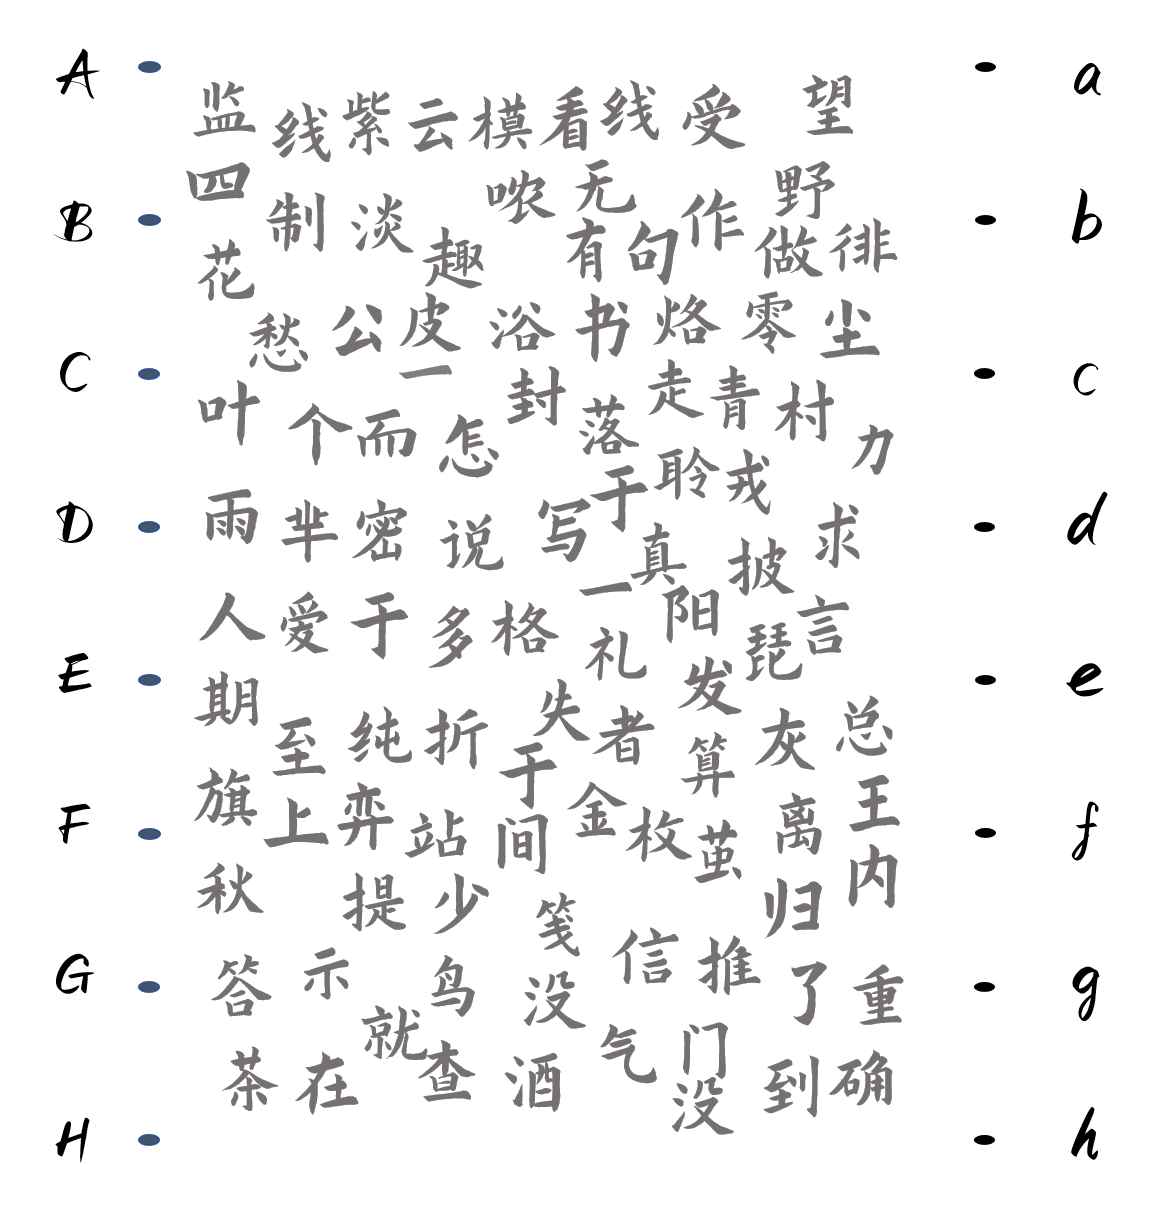 A a
监 线 紫 云 模 看 线 受 望
四 制 淡 哝 无 作 野
B b
花 趣 有 句 做 徘
愁 公 皮 浴 书 烙 零 尘
C 一 封 走 青 c
叶 个 而 怎 落 村 力
雨 芈 密 说 写 于 聆 戎 求
D d
真 披
人 爱 于 多 格 一 礼 阳 琵 言
E e
期 至 纯 折 失 者 发 灰 总
旗 上 弈 站 于 金 算 离 王
F 间 枚 茧 f
秋 提 少 笺 归 内
G g
答 示 鸟 没 信 推 了 重
茶 在 就 查 酒 气 门 到 确
没
H h